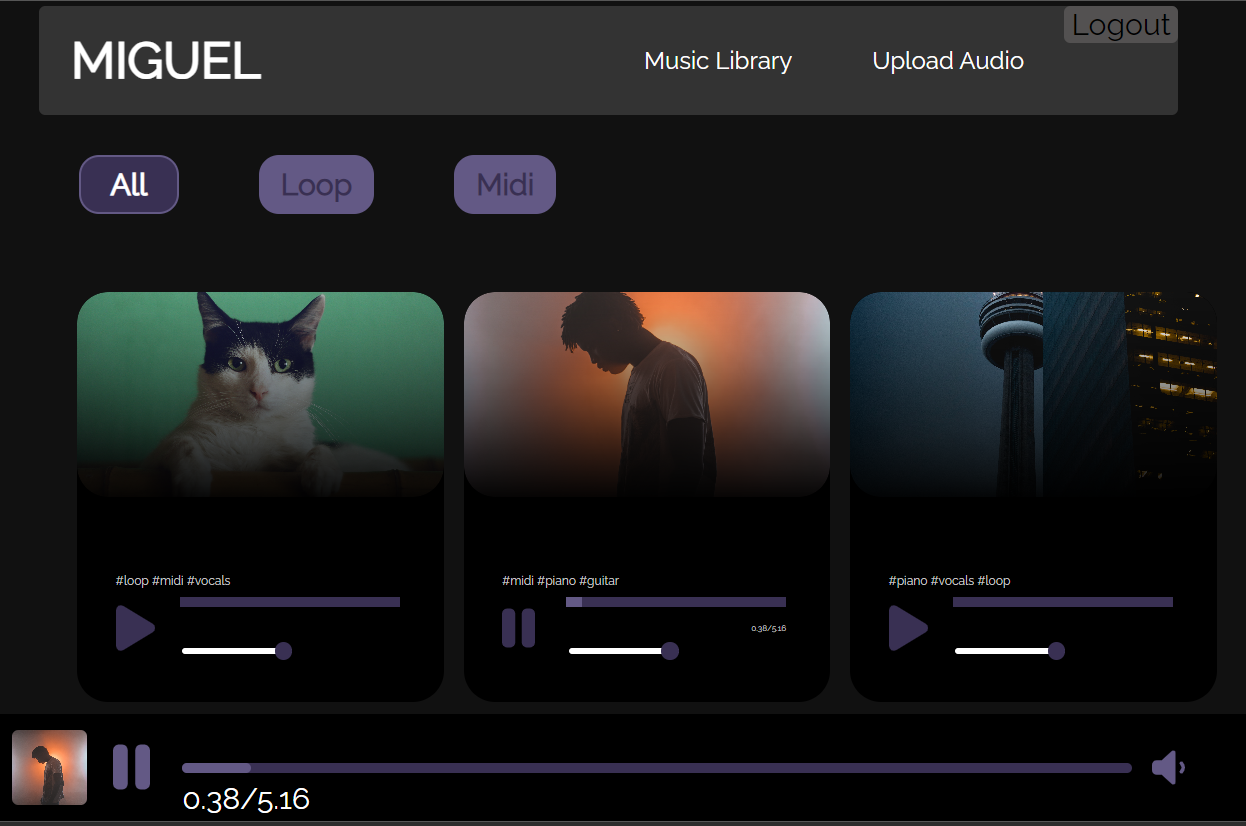 Logout
MIGUEL
Music Library
Upload Audio
All
Loop
Midi
#loop #midi #vocals
#midi #piano #guitar
#piano #vocals #loop
0.38/5.16
0.38/5.16